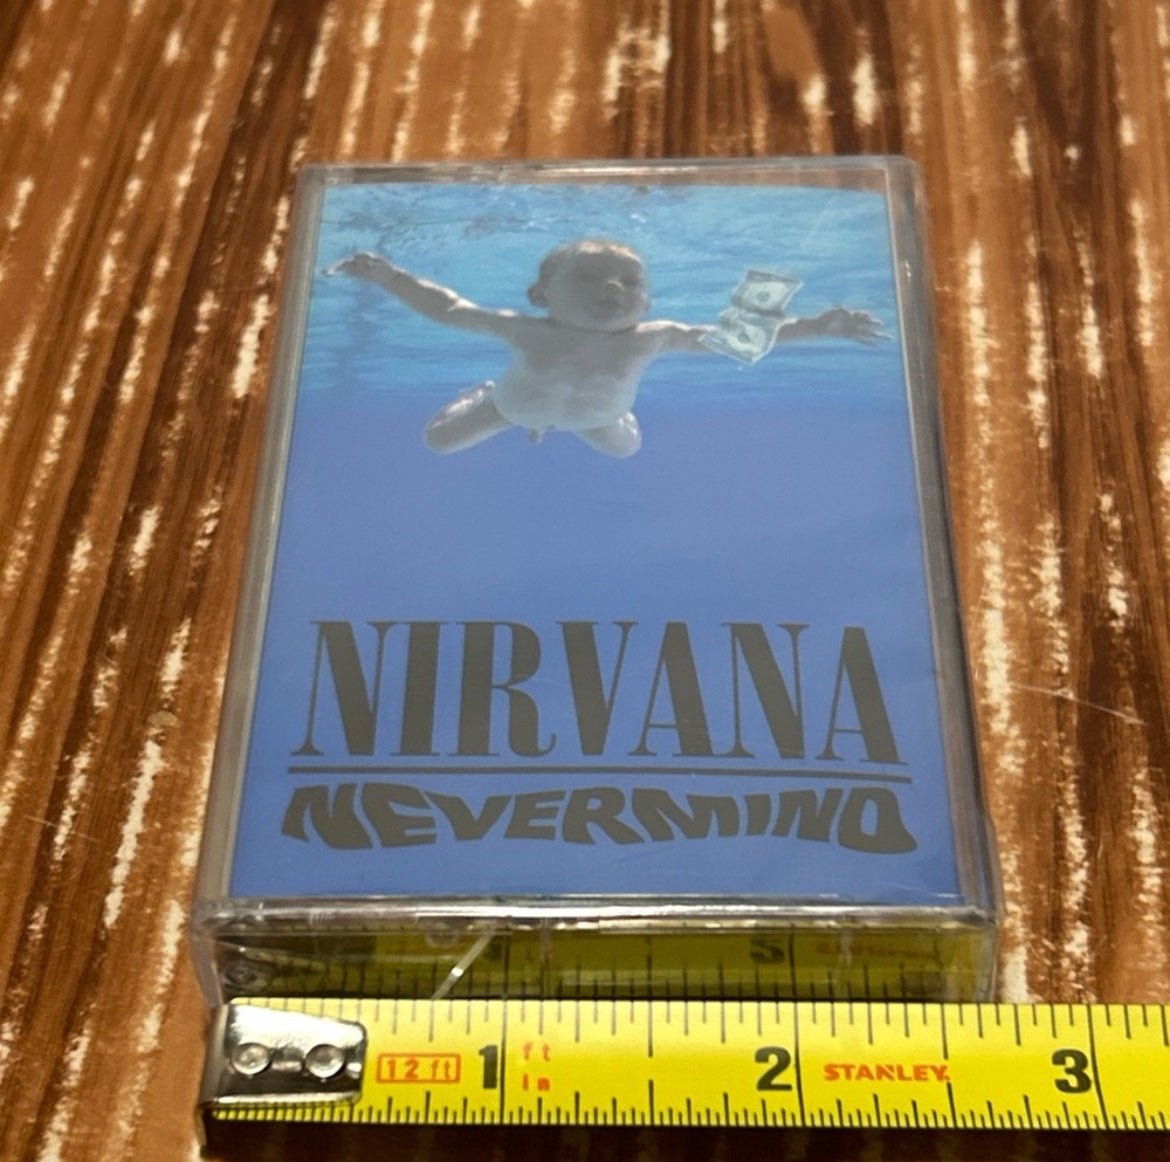 NIRVANA
NEVERMIND
12 ft 1 ft 2 STANLEY. 3
in